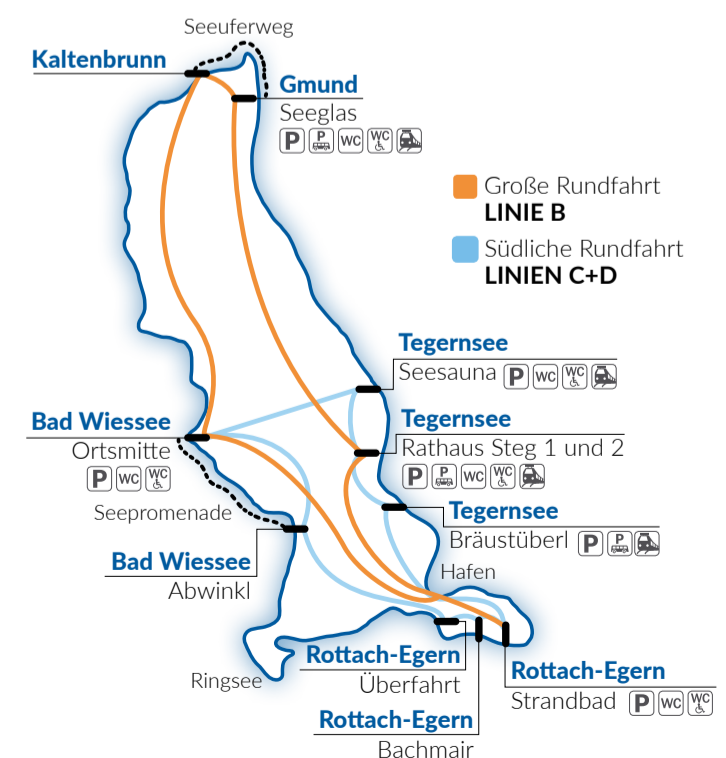 Seeuferweg
Kaltenbrunn
Gmund
Seeglas
P P WC WC
Große Rundfahrt
LINIE B
Südliche Rundfahrt
LINIEN C+D
Tegernsee
Seesauna P WC WC
Tegernsee
Rathaus Steg 1 und 2
P P WC WC
Bad Wiessee
Ortsmitte
P WC WC
Seepromenade
Tegernsee
Bräustüberl P P
Bad Wiessee
Abwinkl
Hafen
Rottach-Egern
Überfahrt
Ringsee
Rottach-Egern
Strandbad P WC WC
Rottach-Egern
Bachmair